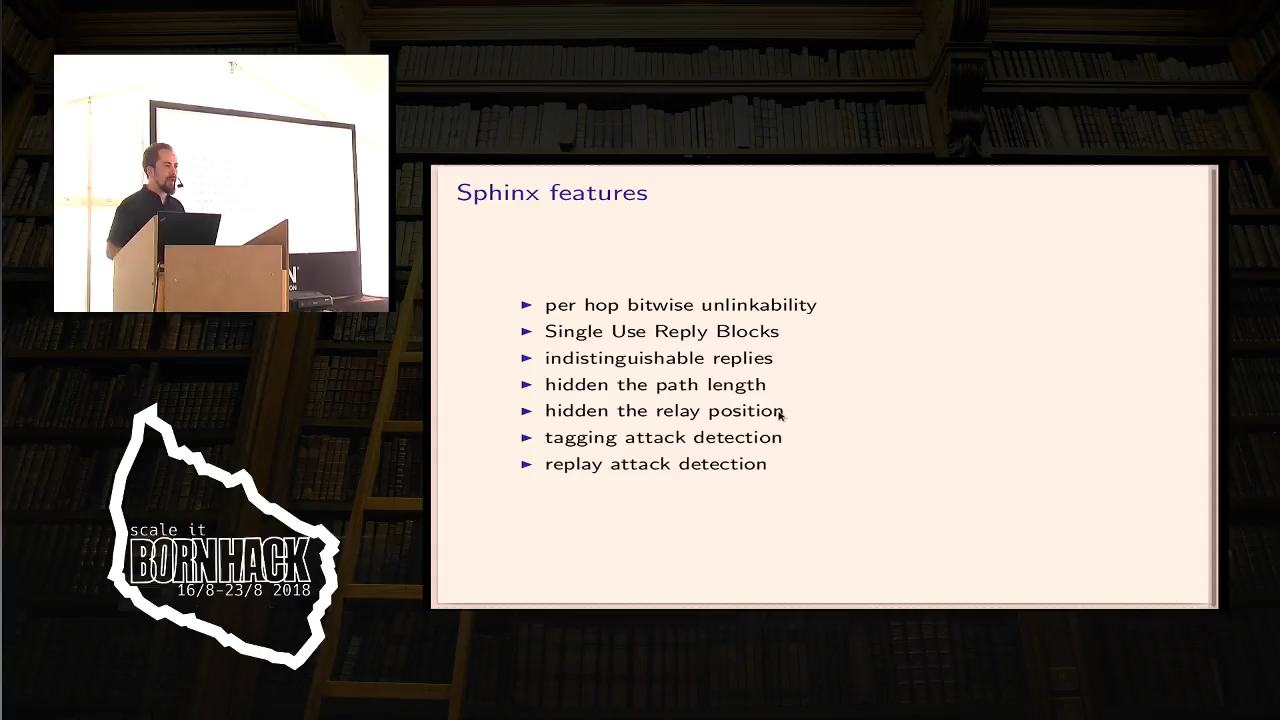 Sphinx features
per hop bitwise unlinkability
Single Use Reply Blocks
indistinguishable replies
hidden the path length
hidden the relay position
tagging attack detection
replay attack detection
scale it
BORNHACK
16/8-23/8 2018